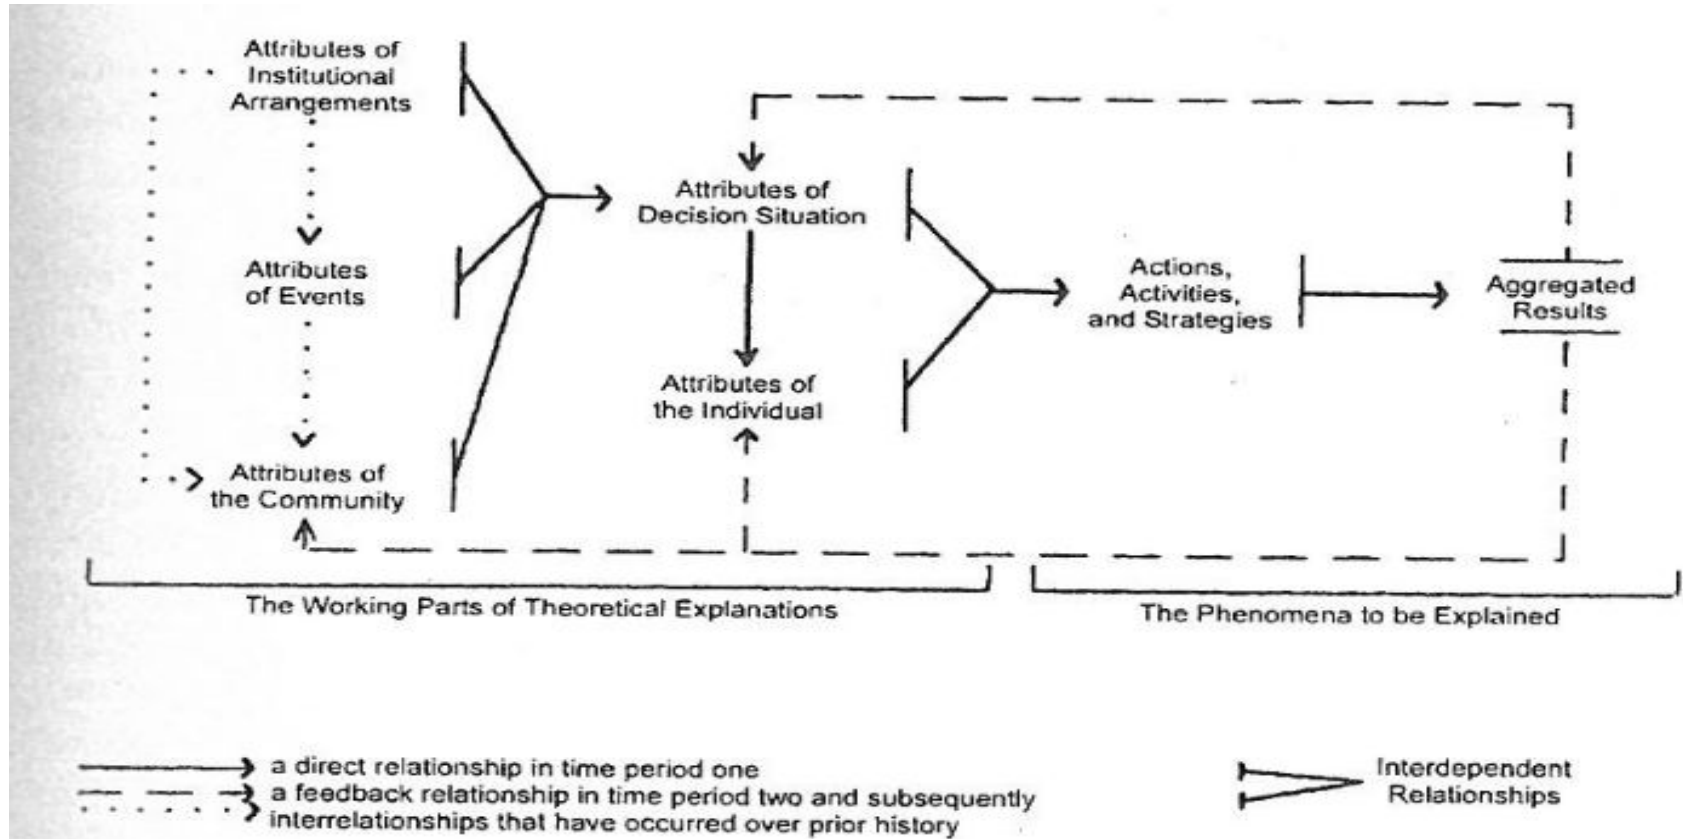 Attributes of
Institutional
Arrangements
Attributes of
Decision Situation
Attributes
of Events
Actions,
Activities,
and Strategies
Aggregated
Results
Attributes of
the Individual
Attributes of
the Community
The Working Parts of Theoretical Explanations
The Phenomena to be Explained
a direct relationship in time period one
a feedback relationship in time period two and subsequently
interrelationships that have occurred over prior history
Interdependent
Relationships